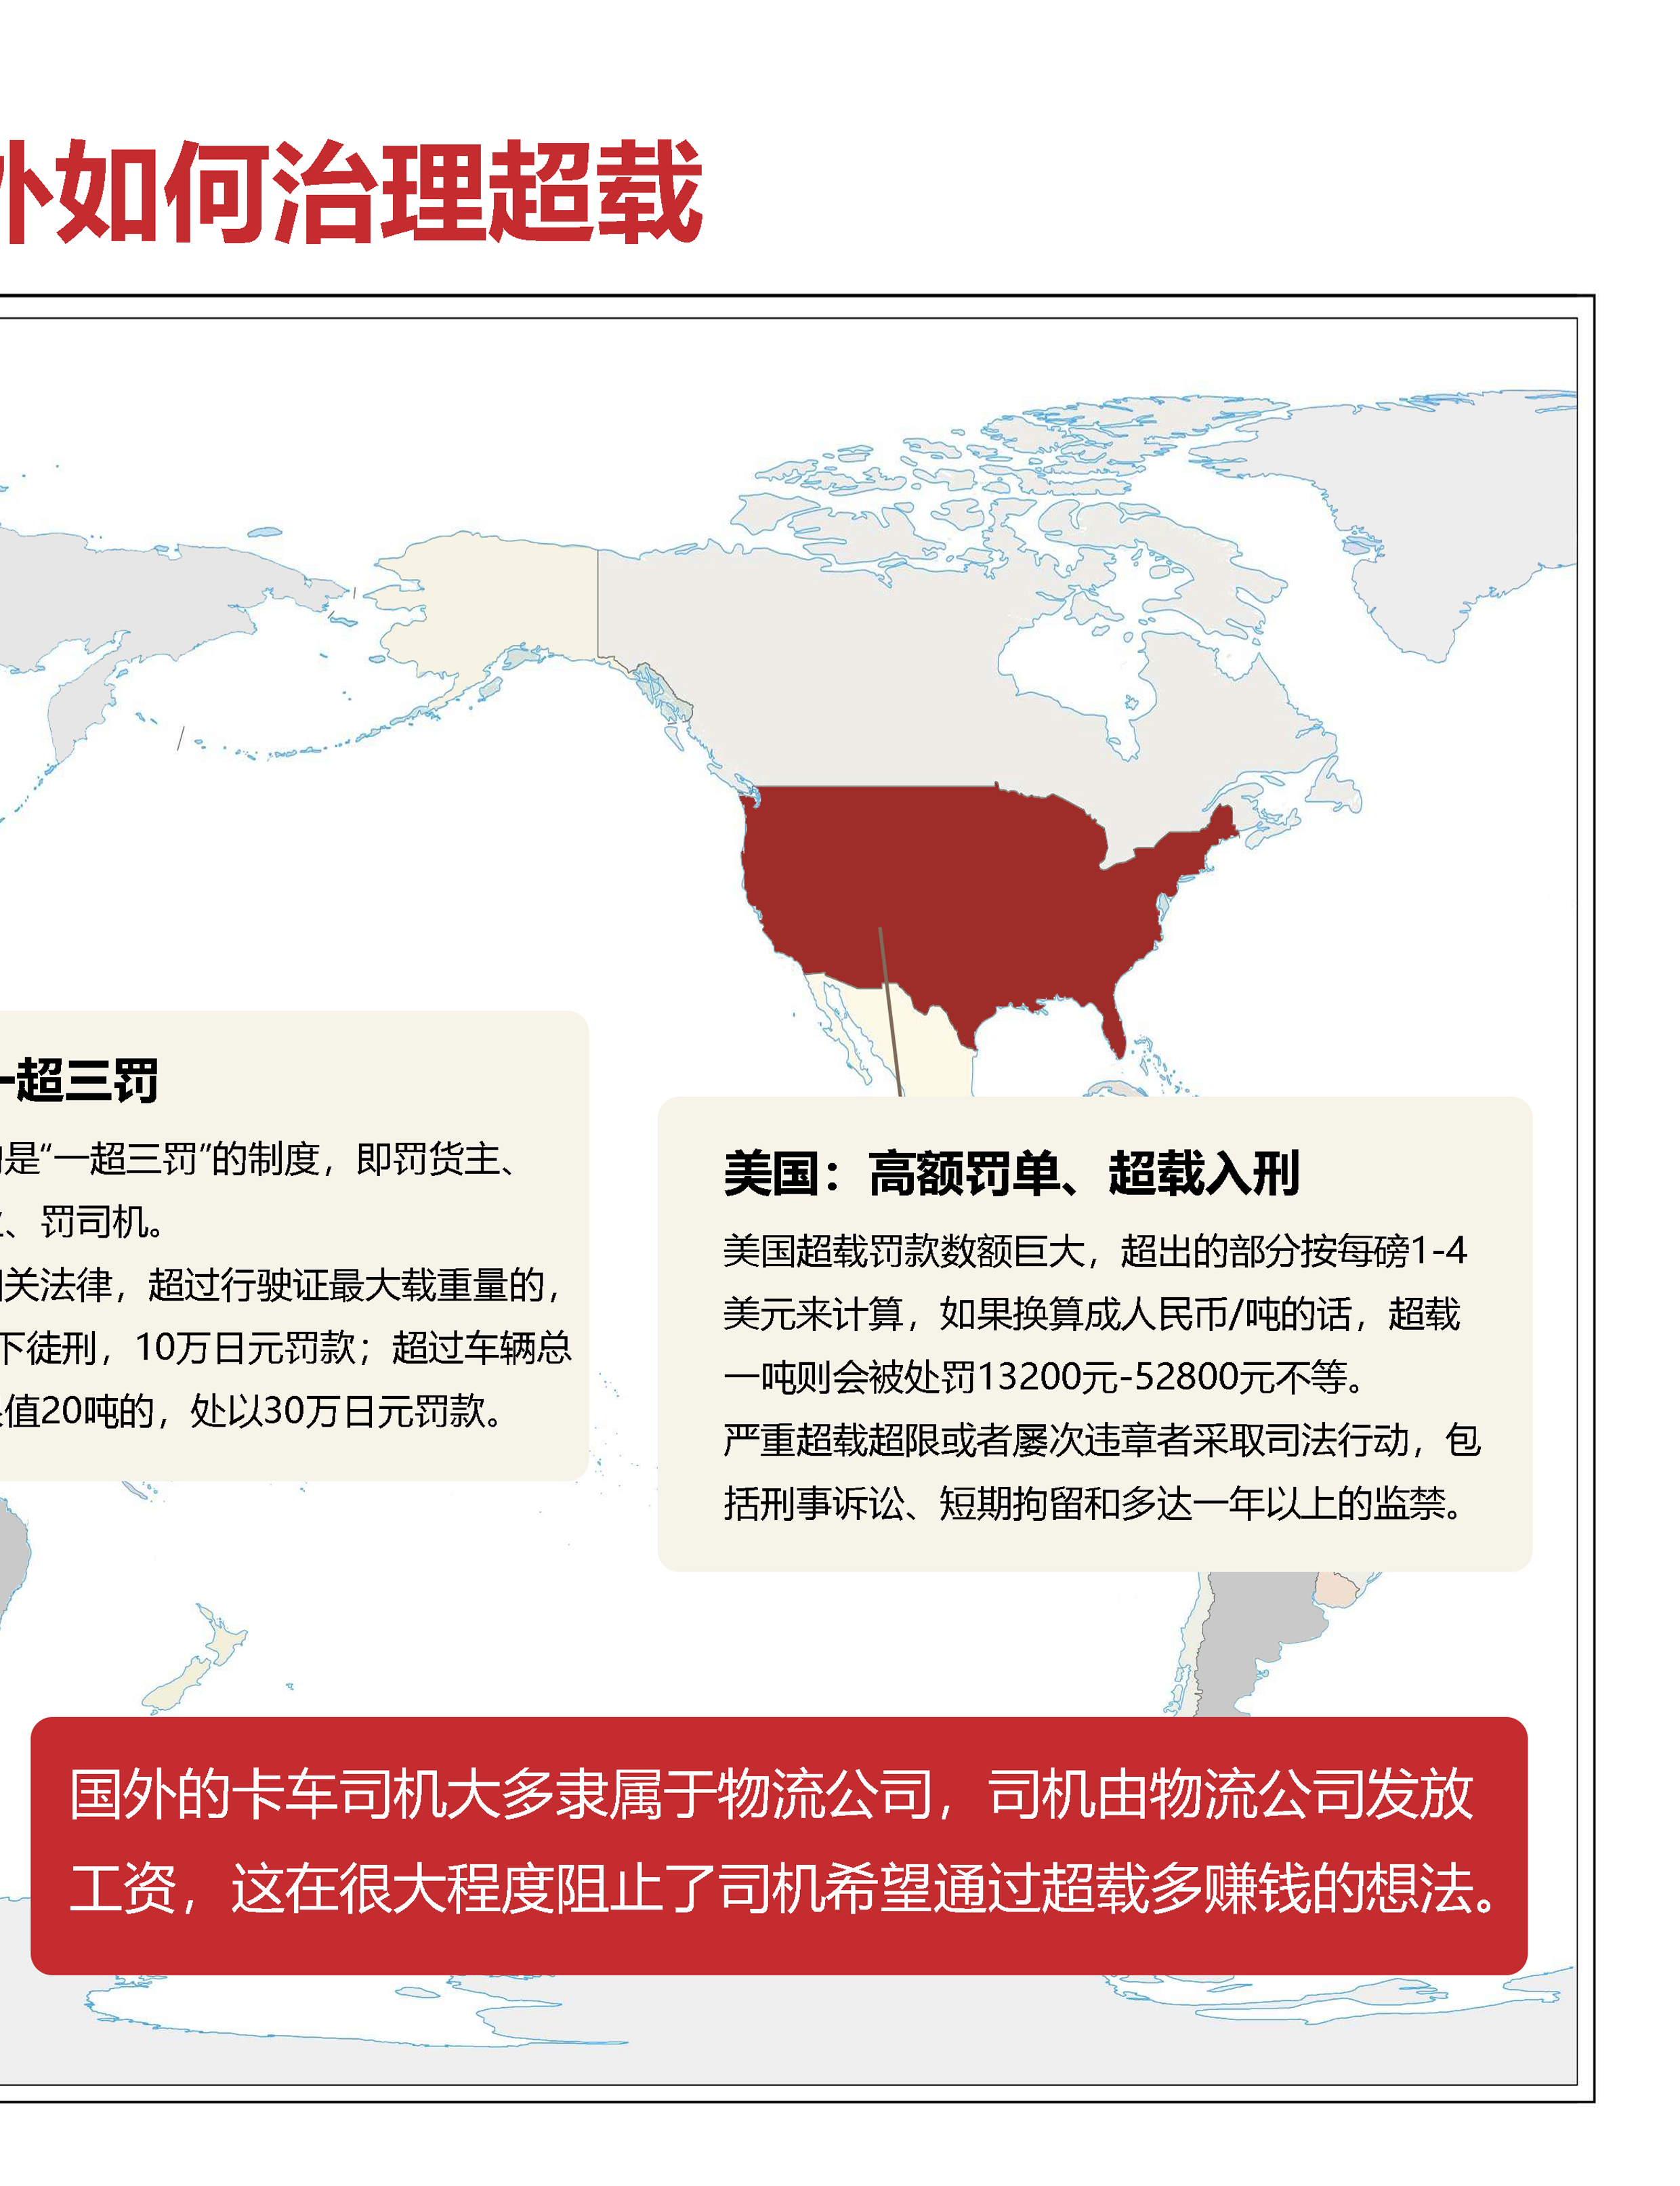 外如何治理超载
一超三罚
是“一超三罚”的制度，即罚货主、
、罚司机。
关法律，超过行驶证最大载重量的，
下徒刑，10万日元罚款；超过车辆总
值20吨的，处以30万日元罚款。
美国：高额罚单、超载入刑
美国超载罚款数额巨大，超出的部分按每磅1-4
美元来计算，如果换算成人民币/吨的话，超载
一吨则会被处罚13200元-52800元不等。
严重超载超限或者屡次违章者采取司法行动，包
括刑事诉讼、短期拘留和多达一年以上的监禁。
国外的卡车司机大多隶属于物流公司，司机由物流公司发放
工资，这在很大程度阻止了司机希望通过超载多赚钱的想法。